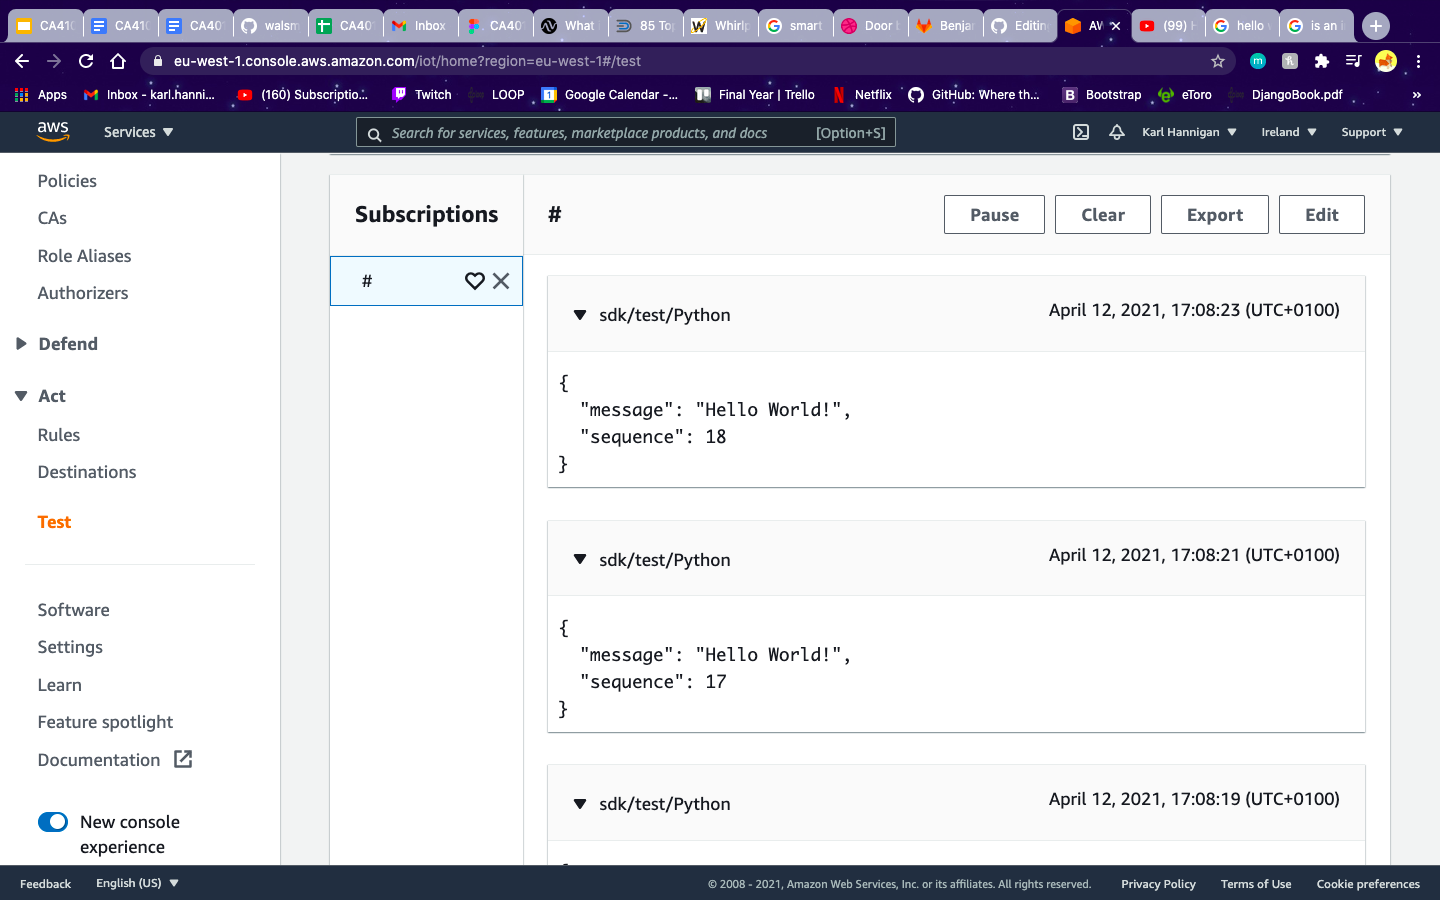 CA410 CA410 CA40 walsm CA40 Inbox CA40 What 85 Top Whirlp smart Door b Benja Editin AW (99) hello is an
eu-west-1.console.aws.amazon.com/iot/home?region=eu-west-1#/test
Apps Inbox - karl.hanni... (160) Subscriptio... Twitch LOOP Google Calendar -... Final Year | Trello Netflix GitHub: Where th... Bootstrap eToro DjangoBook.pdf »
aws Services ▼ Search for services, features, marketplace products, and docs [Option+S] Karl Hannigan ▼ Ireland ▼ Support ▼
Policies
CAs
Role Aliases
Authorizers
Defend
Act
Rules
Destinations
Test
Software
Settings
Learn
Feature spotlight
Documentation
New console
experience
Subscriptions
#
#
Pause Clear Export Edit
sdk/test/Python April 12, 2021, 17:08:23 (UTC+0100)
{
"message": "Hello World!",
"sequence": 18
}
sdk/test/Python April 12, 2021, 17:08:21 (UTC+0100)
{
"message": "Hello World!",
"sequence": 17
}
sdk/test/Python April 12, 2021, 17:08:19 (UTC+0100)
Feedback English (US) ▼ © 2008 - 2021, Amazon Web Services, Inc. or its affiliates. All rights reserved. Privacy Policy Terms of Use Cookie preferences